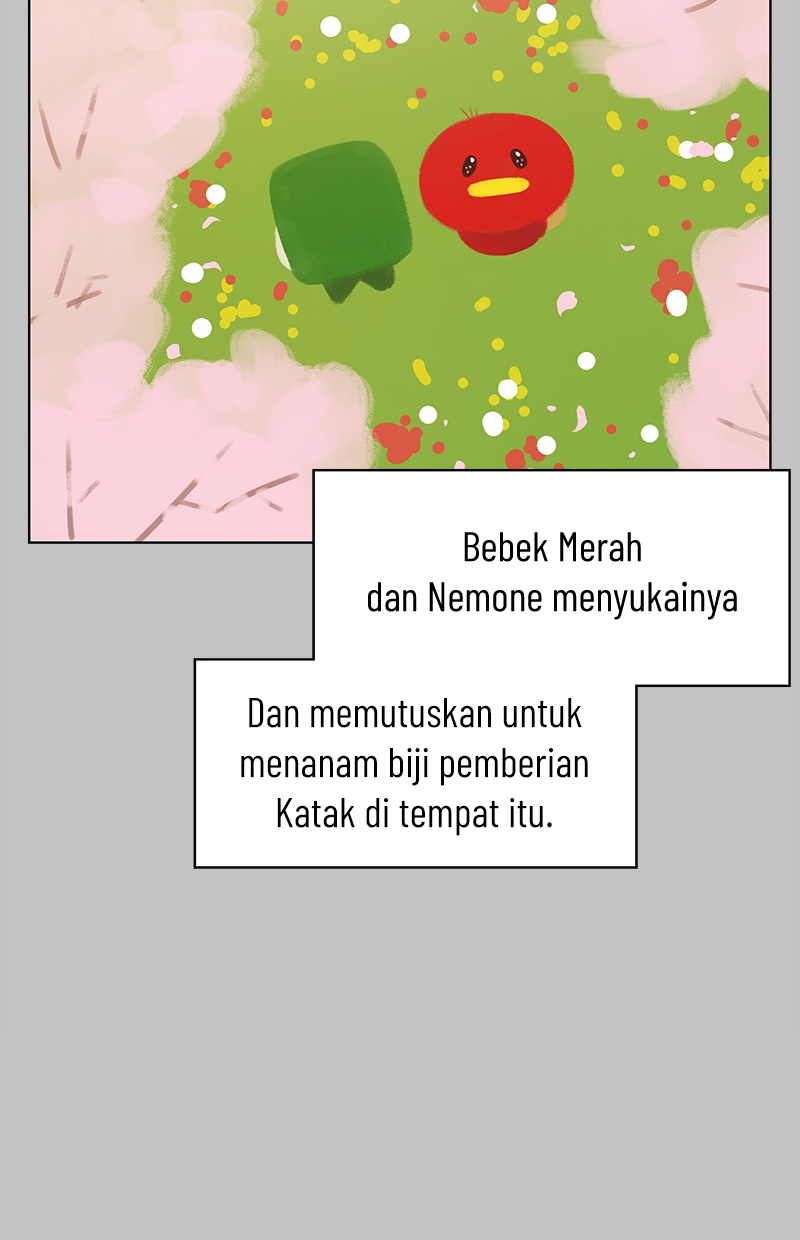 Bebek Merah
dan Nemone menyukainya
Dan memutuskan untuk
menanam biji pemberian
Katak di tempat itu.